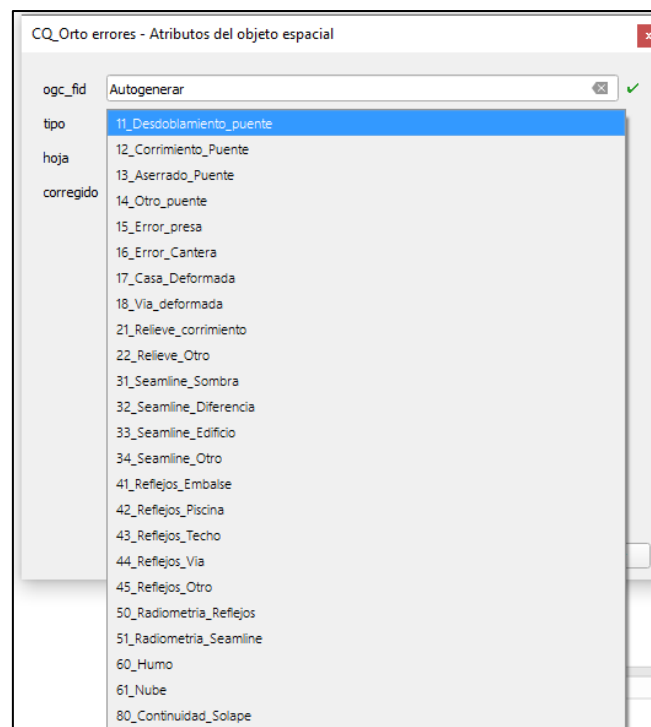 CQ_Orto errores - Atributos del objeto espacial
ogc_fid Autogenerar
tipo
hoja
corregido
11_Desdoblamiento_puente
12_Corrimiento_Puente
13_Aserrado_Puente
14_Otro_puente
15_Error_presa
16_Error_Cantera
17_Casa_Deformada
18_Via_deformada
21_Relieve_corrimiento
22_Relieve_Otro
31_Seamline_Sombra
32_Seamline_Diferencia
33_Seamline_Edificio
34_Seamline_Otro
41_Reflejos_Embalse
42_Reflejos_Piscina
43_Reflejos_Techo
44_Reflejos_Via
45_Reflejos_Otro
50_Radiometria_Reflejos
51_Radiometria_Seamline
60_Humo
61_Nube
80_Continuidad_Solape